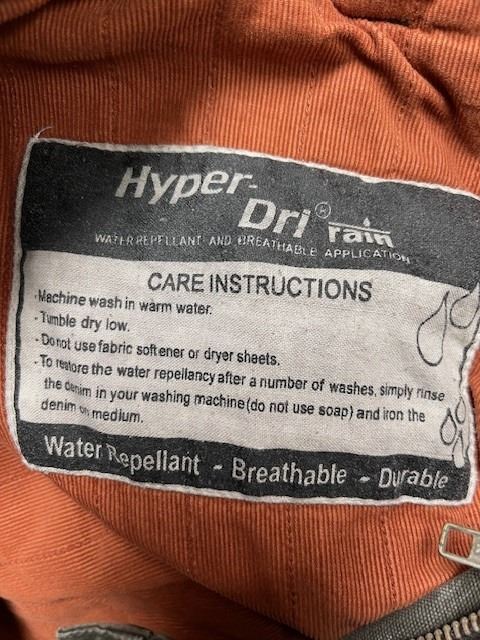 Hyper-
Dri® rain
WATER REPELLANT AND BREATHABLE APPLICATION
CARE INSTRUCTIONS
-Machine wash in warm water.
- Tumble dry low.
- Do not use fabric softener or dryer sheets.
- To restore the water repellancy after a number of washes, simply rinse
the denim in your washing machine (do not use soap) and iron the
denim on medium.
Water Repellant - Breathable - Durable